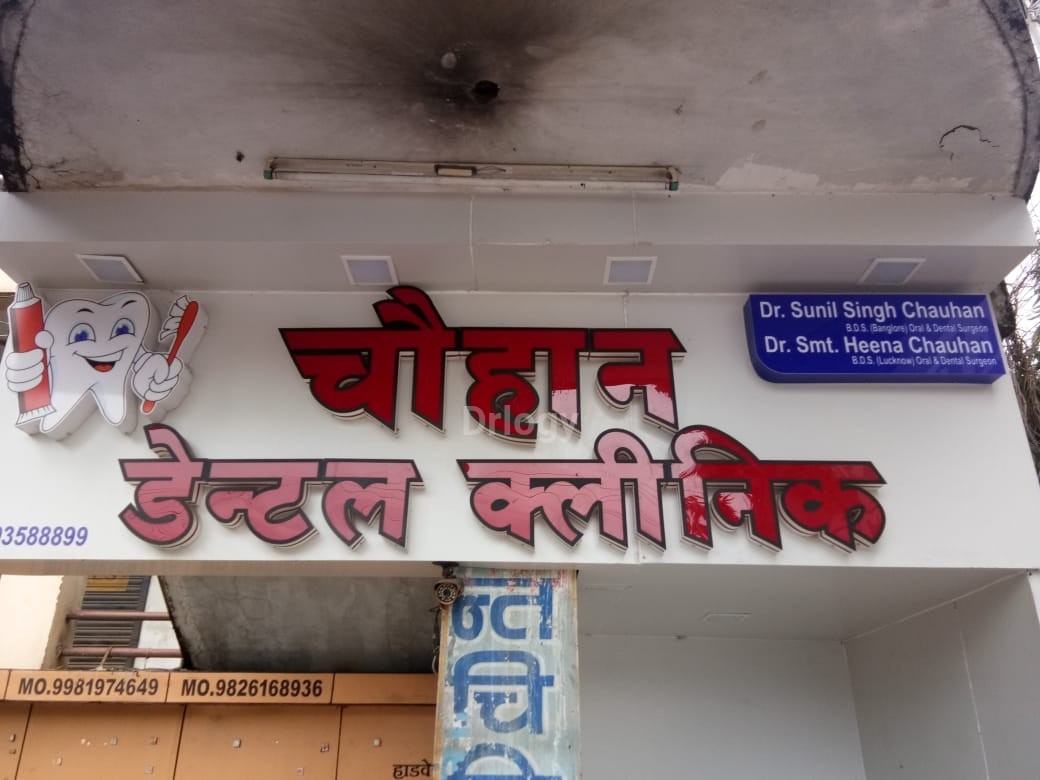 Dr. Sunil Singh Chauhan
B.D.S. (Banglore) Oral & Dental Surgeon
Dr. Smt. Heena Chauhan
B.D.S. (Lucknow) Oral & Dental Surgeon
चौहान
Drlogy
डेन्टल क्लीनिक
93588899
MO.9981974649 MO.9826168936